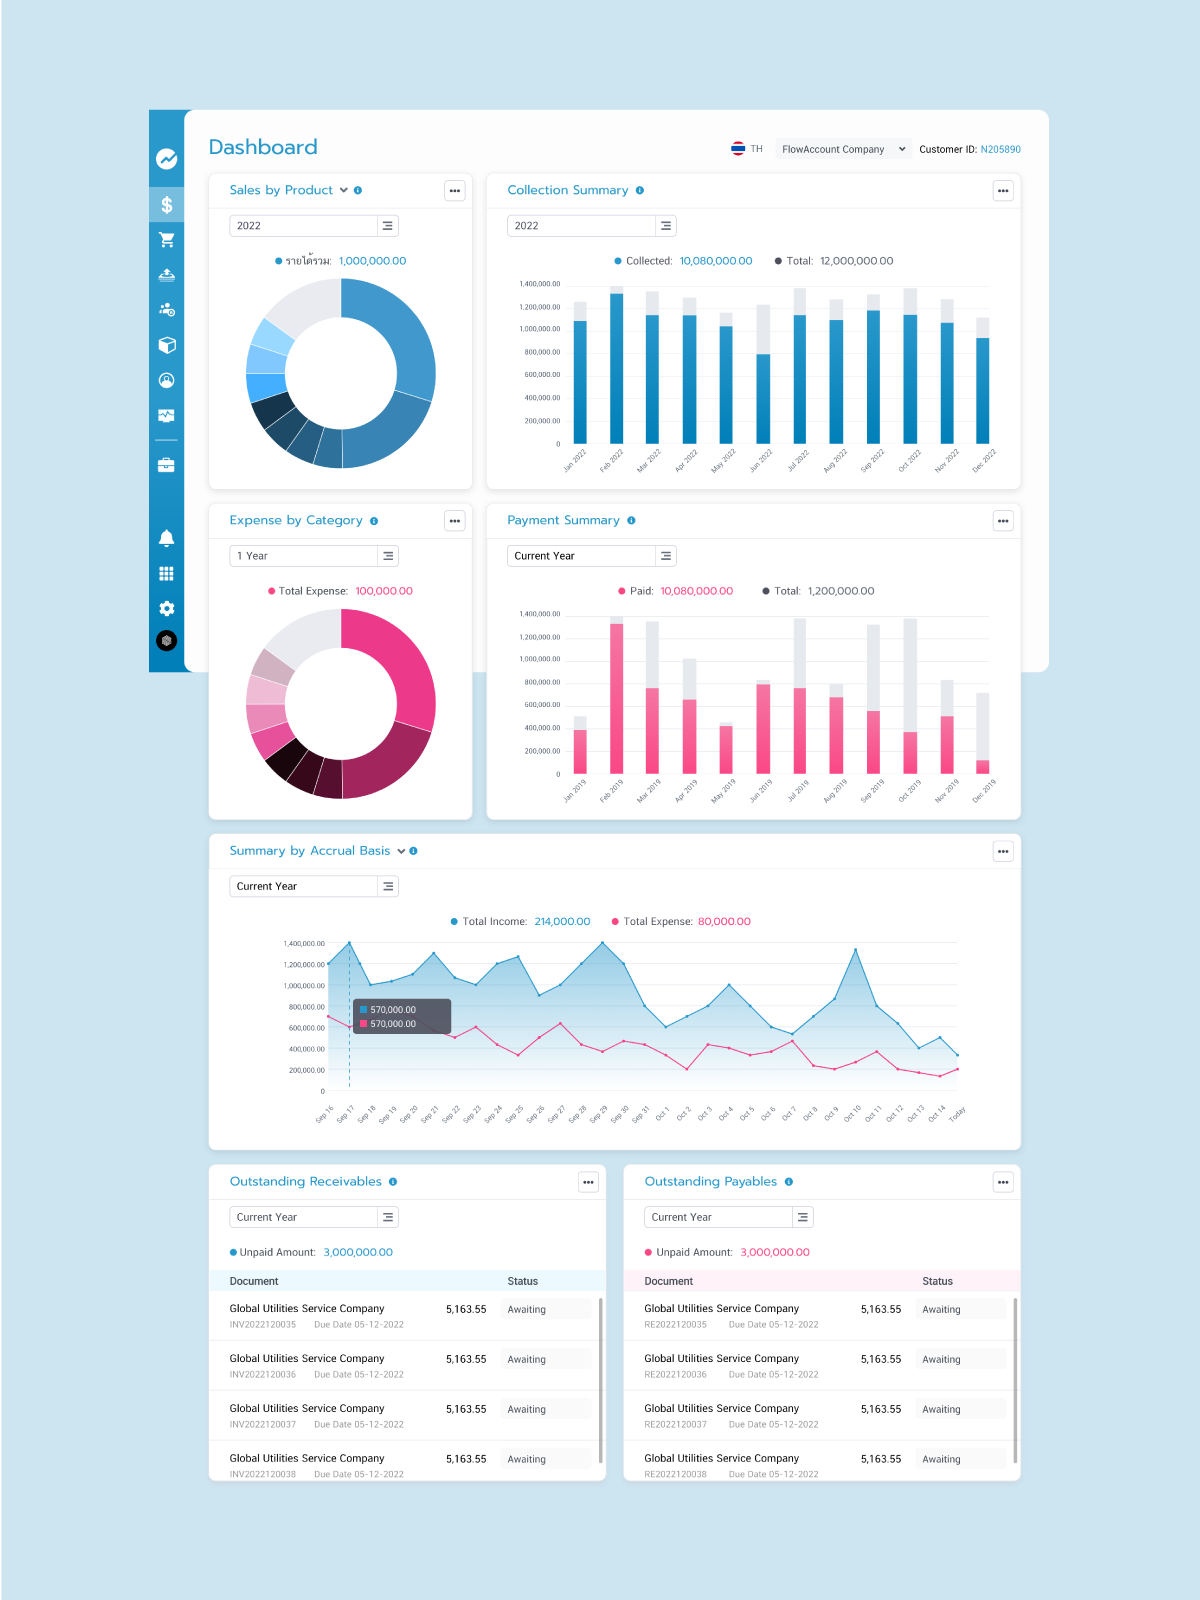 Dashboard
TH
FlowAccount Company
Customer ID: N205890
Sales by Product
2022
รายได้รวม: 1,000,000.00
Collection Summary
2022
Collected: 10,080,000.00 Total: 12,000,000.00
1,400,000.00
1,200,000.00
1,000,000.00
800,000.00
600,000.00
400,000.00
200,000.00
0
Jan 2022 Feb 2022 Mar 2022 Apr 2022 May 2022 Jun 2022 Jul 2022 Aug 2022 Sep 2022 Oct 2022 Nov 2022 Dec 2022
Expense by Category
1 Year
Total Expense: 100,000.00
Payment Summary
Current Year
Paid: 10,080,000.00 Total: 1,200,000.00
1,400,000.00
1,200,000.00
1,000,000.00
800,000.00
600,000.00
400,000.00
200,000.00
0
Jan 2019 Feb 2019 Mar 2019 Apr 2019 May 2019 Jun 2019 Jul 2019 Aug 2019 Sep 2019 Oct 2019 Nov 2019 Dec 2019
Summary by Accrual Basis
Current Year
Total Income: 214,000.00 Total Expense: 80,000.00
1,400,000.00
1,200,000.00
1,000,000.00
800,000.00
600,000.00
400,000.00
200,000.00
0
570,000.00
570,000.00
Sep 16 Sep 17 Sep 18 Sep 19 Sep 20 Sep 21 Sep 22 Sep 23 Sep 24 Sep 25 Sep 26 Sep 27 Sep 28 Sep 29 Sep 30 Sep 31 Oct 1 Oct 2 Oct 3 Oct 4 Oct 5 Oct 6 Oct 7 Oct 8 Oct 9 Oct 10 Oct 11 Oct 12 Oct 13 Oct 14 Today
Outstanding Receivables
Current Year
Unpaid Amount: 3,000,000.00
Document Status
Global Utilities Service Company 5,163.55 Awaiting
INV2022120035 Due Date 05-12-2022
Global Utilities Service Company 5,163.55 Awaiting
INV2022120036 Due Date 05-12-2022
Global Utilities Service Company 5,163.55 Awaiting
INV2022120037 Due Date 05-12-2022
Global Utilities Service Company 5,163.55 Awaiting
INV2022120038 Due Date 05-12-2022
Outstanding Payables
Current Year
Unpaid Amount: 3,000,000.00
Document Status
Global Utilities Service Company 5,163.55 Awaiting
RE2022120035 Due Date 05-12-2022
Global Utilities Service Company 5,163.55 Awaiting
RE2022120036 Due Date 05-12-2022
Global Utilities Service Company 5,163.55 Awaiting
RE2022120037 Due Date 05-12-2022
Global Utilities Service Company 5,163.55 Awaiting
RE2022120038 Due Date 05-12-2022